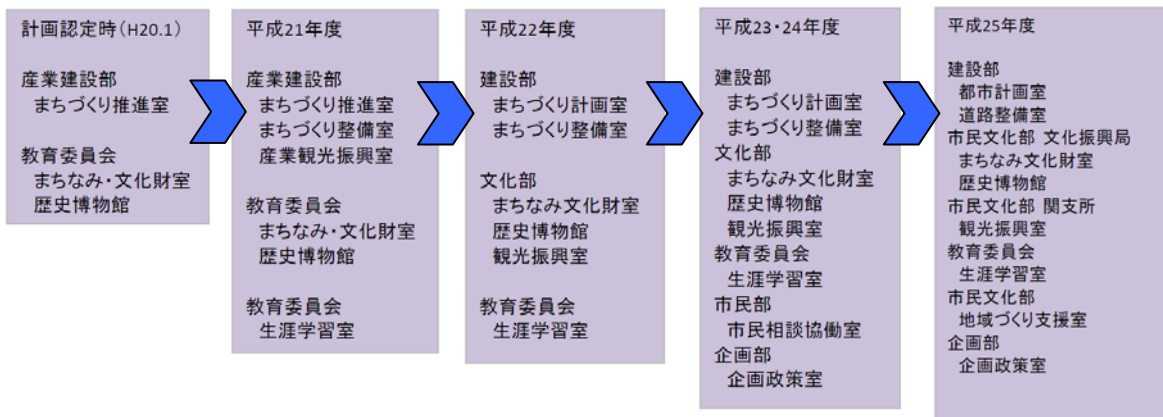 計画認定時(H20.1)
産業建設部
まちづくり推進室
教育委員会
まちなみ・文化財室
歴史博物館
平成21年度
産業建設部
まちづくり推進室
まちづくり整備室
産業観光振興室
教育委員会
まちなみ・文化財室
歴史博物館
教育委員会
生涯学習室
平成22年度
建設部
まちづくり計画室
まちづくり整備室
文化部
まちなみ文化財室
歴史博物館
観光振興室
教育委員会
生涯学習室
平成23・24年度
建設部
まちづくり計画室
まちづくり整備室
文化部
まちなみ文化財室
歴史博物館
観光振興室
教育委員会
生涯学習室
市民部
市民相談協働室
企画部
企画政策室
平成25年度
建設部
都市計画室
道路整備室
市民文化部 文化振興局
まちなみ文化財室
歴史博物館
市民文化部 関支所
観光振興室
教育委員会
生涯学習室
市民文化部
地域づくり支援室
企画部
企画政策室